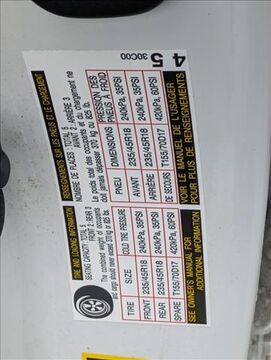 TIRE AND LOADING INFORMATION
SEATING CAPACITY TOTAL 5
FRONT 2 : REAR 3
The combined weight of occupants
and cargo should never exceed 370 kg or 825 lbs.
TIRE SIZE COLD TIRE PRESSURE
FRONT 235/45R18 240kPa, 35PSI
REAR 235/45R18 240kPa, 35PSI
SPARE T155/70D17 420kPa, 60PSI
SEE OWNER'S MANUAL FOR
ADDITIONAL INFORMATION
RENSEIGNEMENTS SUR LES PNEUS ET LE CHARGEMENT
NOMBRE DE PLACES : TOTAL 5
AVANT 2 : ARRIÈRE 3
Le poids total des occupants et du chargement ne
doit jamais dépasser 370 kg ou 825 lb.
PNEU DIMENSIONS PRESSION DES
PNEUS À FROID
AVANT 235/45R18 240kPa, 35PSI
ARRIÈRE 235/45R18 240kPa, 35PSI
DE SECOURS T155/70D17 420kPa, 60PSI
VOIR LE MANUEL DE L'USAGER
POUR PLUS DE RENSEIGNEMENTS
30C00
4 5